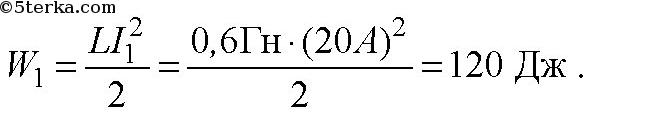 ©5terka.com
W₁ = LI₁²/2 = 0,6Гн·(20А)²/2 = 120 Дж .